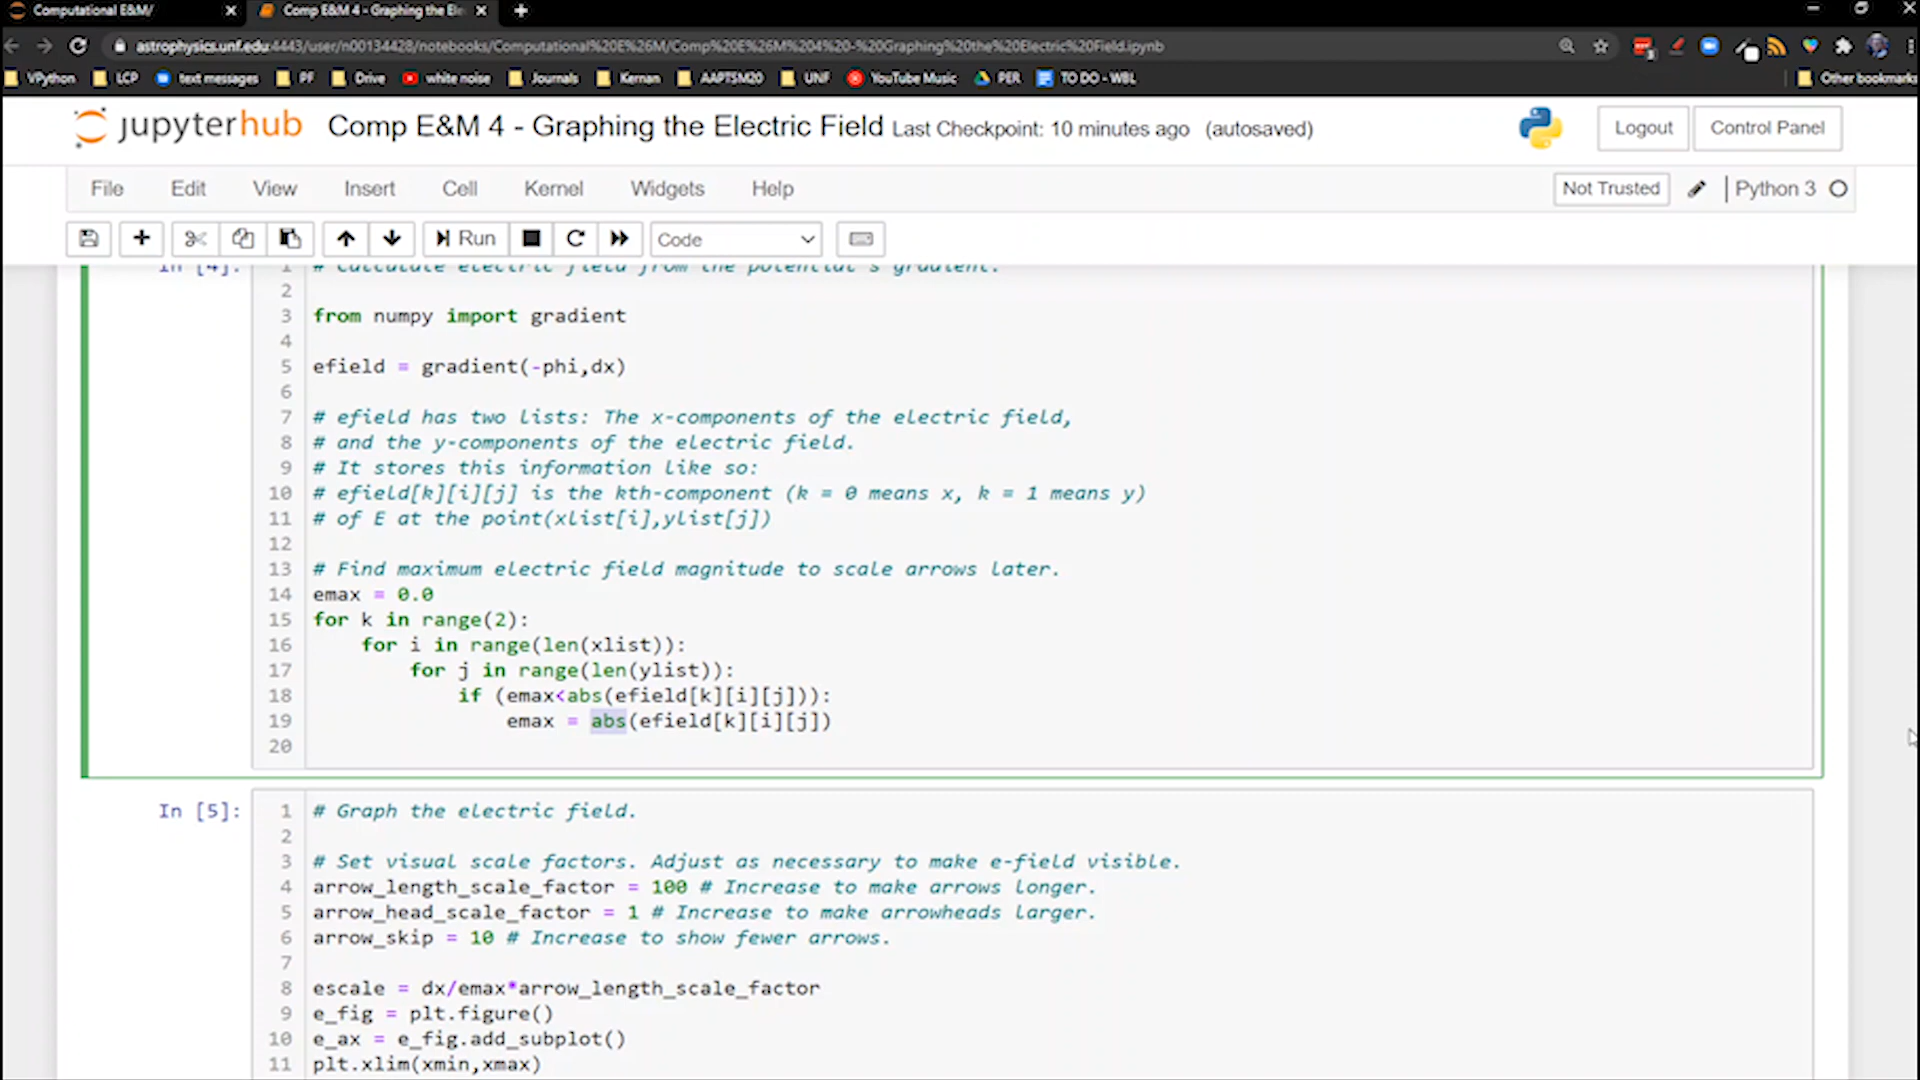 Computational E&M/
Comp E&M 4 - Graphing the Ele
astrophysics.unf.edu:4443/user/n00134428/notebooks/Computational%20E%26M/Comp%20E%26M%204%20-%20Graphing%20the%20Electric%20Field.ipynb
VPython LCP text messages PF Drive white noise Journals Kernan AAPTSM20 UNF YouTube Music PER TO DO - WBL Other bookmarks
jupyterhub Comp E&M 4 - Graphing the Electric Field Last Checkpoint: 10 minutes ago (autosaved) Logout Control Panel
File Edit View Insert Cell Kernel Widgets Help Not Trusted Python 3
Run Code
In [4]: 1 # Calculate electric field from the potential's gradient.
2
3 from numpy import gradient
4
5 efield = gradient(-phi,dx)
6
7 # efield has two lists: The x-components of the electric field,
8 # and the y-components of the electric field.
9 # It stores this information like so:
10 # efield[k][i][j] is the kth-component (k = 0 means x, k = 1 means y)
11 # of E at the point(xlist[i],ylist[j])
12
13 # Find maximum electric field magnitude to scale arrows later.
14 emax = 0.0
15 for k in range(2):
16 for i in range(len(xlist)):
17 for j in range(len(ylist)):
18 if (emax<abs(efield[k][i][j])):
19 emax = abs(efield[k][i][j])
20
In [5]: 1 # Graph the electric field.
2
3 # Set visual scale factors. Adjust as necessary to make e-field visible.
4 arrow_length_scale_factor = 100 # Increase to make arrows longer.
5 arrow_head_scale_factor = 1 # Increase to make arrowheads larger.
6 arrow_skip = 10 # Increase to show fewer arrows.
7
8 escale = dx/emax*arrow_length_scale_factor
9 e_fig = plt.figure()
10 e_ax = e_fig.add_subplot()
11 plt.xlim(xmin,xmax)